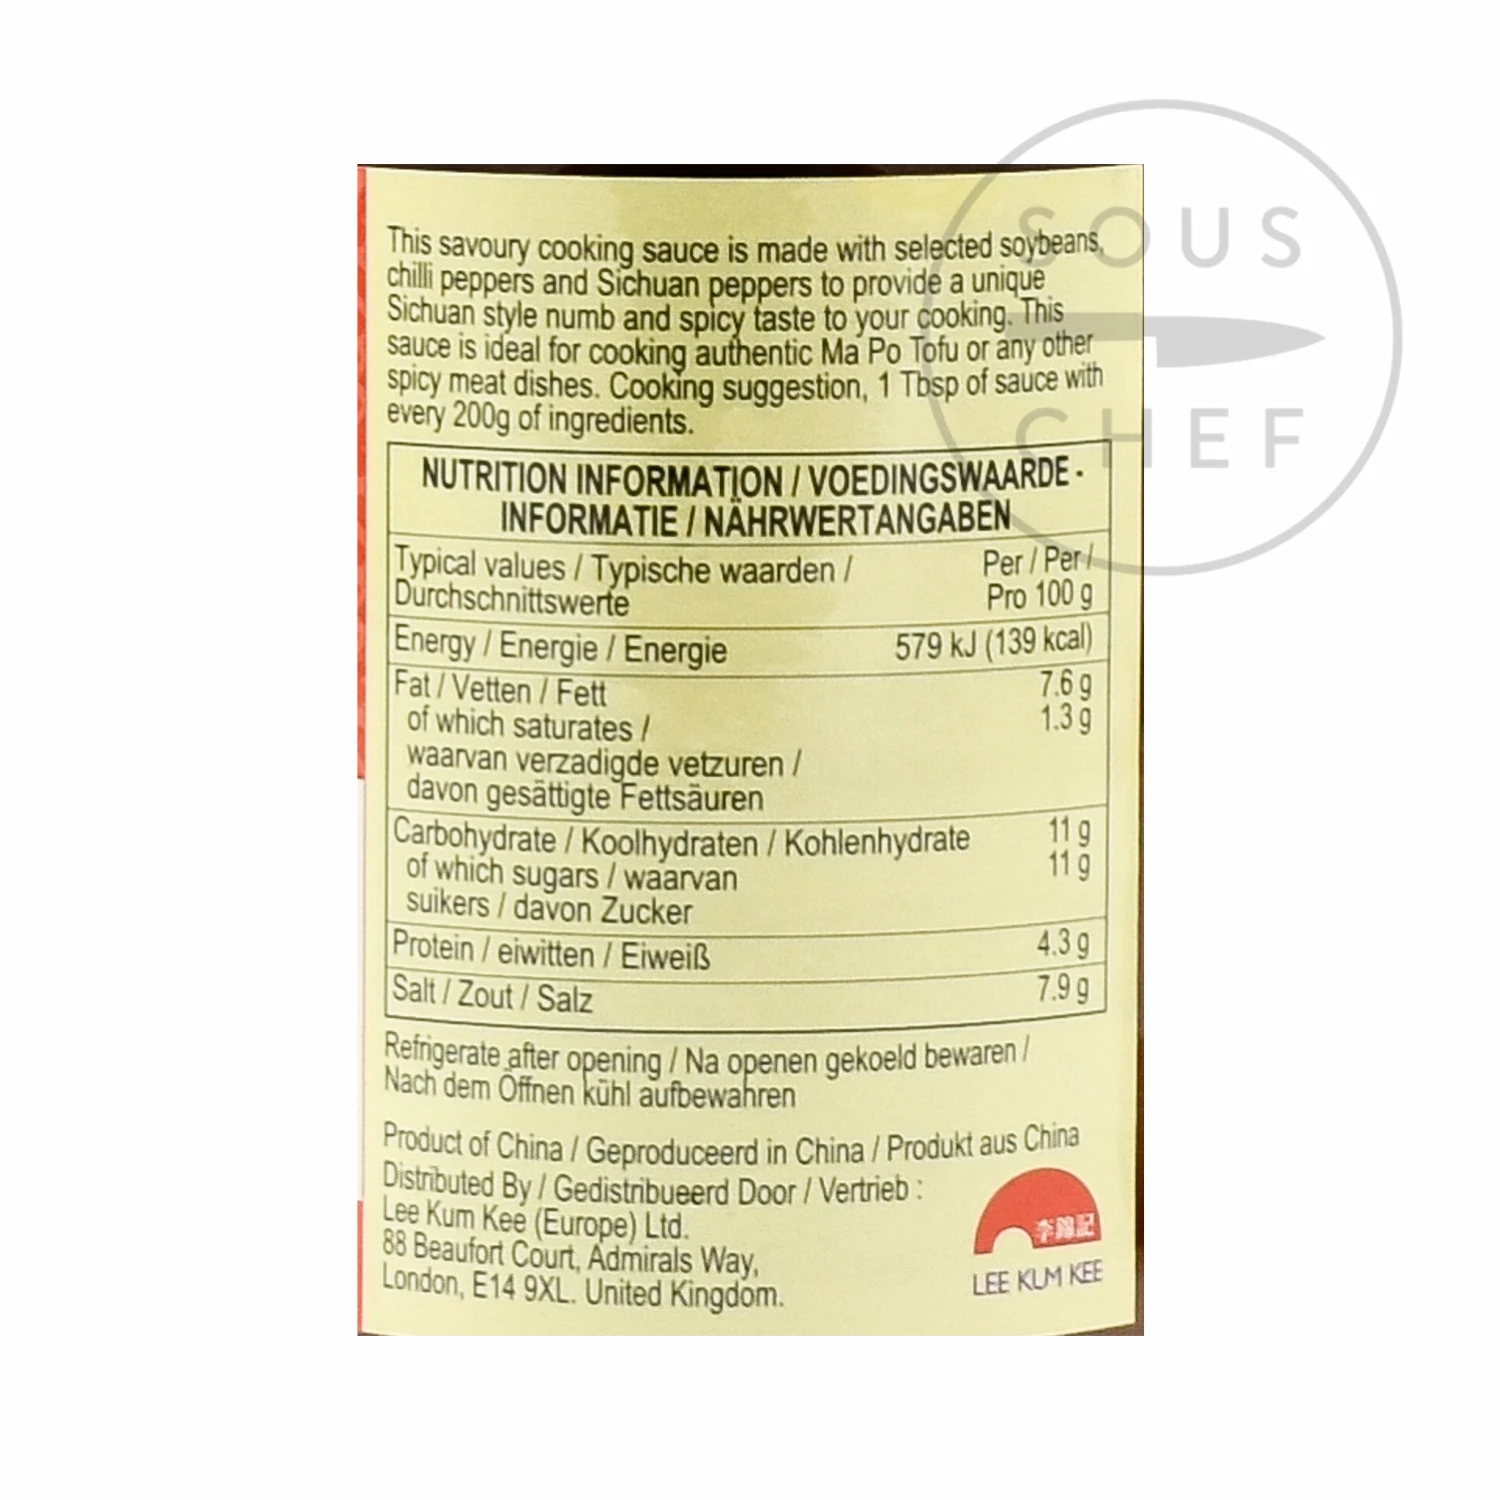 SOUS
CHEF
This savoury cooking sauce is made with selected soybeans,
chilli peppers and Sichuan peppers to provide a unique
Sichuan style numb and spicy taste to your cooking. This
sauce is ideal for cooking authentic Ma Po Tofu or any other
spicy meat dishes. Cooking suggestion, 1 Tbsp of sauce with
every 200g of ingredients.
NUTRITION INFORMATION / VOEDINGSWAARDE -
INFORMATIE / NÄHRWERTANGABEN
Typical values / Typische waarden / Per / Per /
Durchschnittswerte Pro 100 g
Energy / Energie / Energie 579 kJ (139 kcal)
Fat / Vetten / Fett 7.6 g
of which saturates / 1.3 g
waarvan verzadigde vetzuren /
davon gesättigte Fettsäuren
Carbohydrate / Koolhydraten / Kohlenhydrate 11 g
of which sugars / waarvan 11 g
suikers / davon Zucker
Protein / eiwitten / Eiweiß 4.3 g
Salt / Zout / Salz 7.9 g
Refrigerate after opening / Na openen gekoeld bewaren /
Nach dem Öffnen kühl aufbewahren
Product of China / Geproduceerd in China / Produkt aus China
Distributed By / Gedistribueerd Door / Vertrieb :
Lee Kum Kee (Europe) Ltd.
88 Beaufort Court, Admirals Way,
London, E14 9XL. United Kingdom.
李錦記
LEE KUM KEE